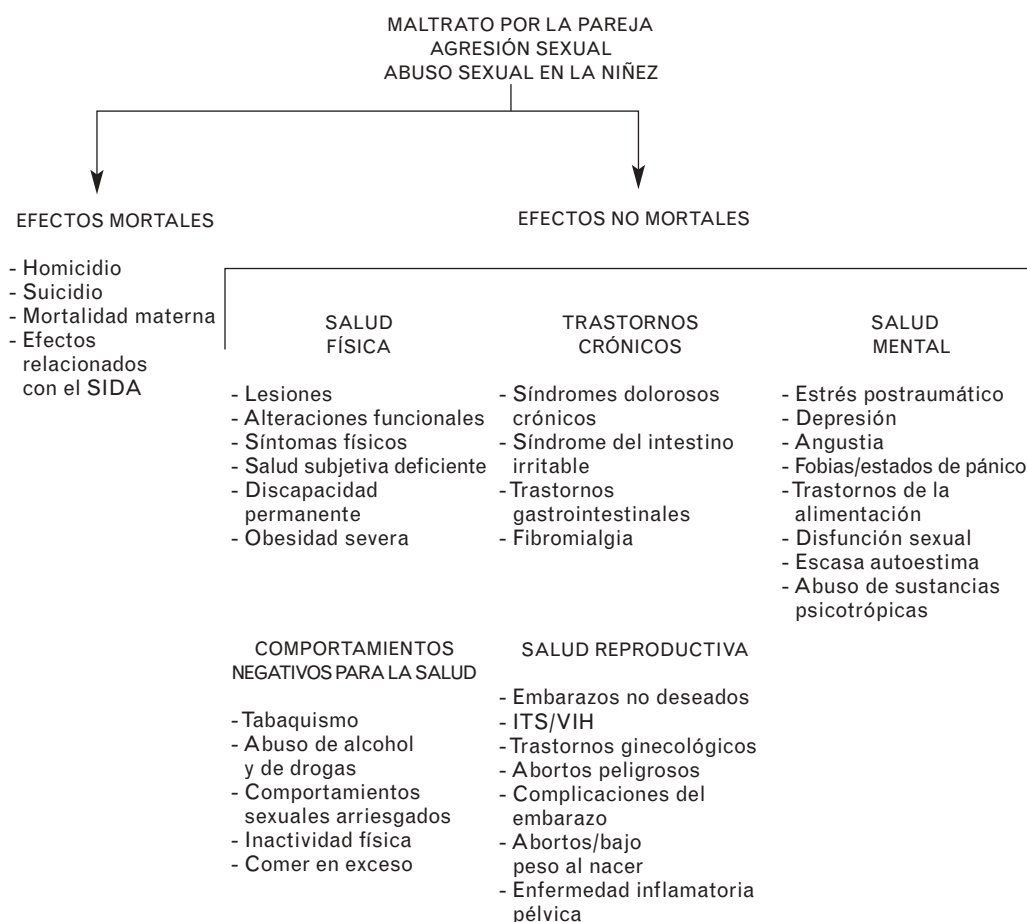 MALTRATO POR LA PAREJA
AGRESIÓN SEXUAL
ABUSO SEXUAL EN LA NIÑEZ
EFECTOS MORTALES
- Homicidio
- Suicidio
- Mortalidad materna
- Efectos
relacionados
con el SIDA
EFECTOS NO MORTALES
SALUD
FÍSICA
- Lesiones
- Alteraciones funcionales
- Síntomas físicos
- Salud subjetiva deficiente
- Discapacidad
permanente
- Obesidad severa
TRASTORNOS
CRÓNICOS
- Síndromes dolorosos
crónicos
- Síndrome del intestino
irritable
- Trastornos
gastrointestinales
- Fibromialgia
SALUD
MENTAL
- Estrés postraumático
- Depresión
- Angustia
- Fobias/estados de pánico
- Trastornos de la
alimentación
- Disfunción sexual
- Escasa autoestima
- Abuso de sustancias
psicotrópicas
COMPORTAMIENTOS
NEGATIVOS PARA LA SALUD
- Tabaquismo
- Abuso de alcohol
y de drogas
- Comportamientos
sexuales arriesgados
- Inactividad física
- Comer en exceso
SALUD REPRODUCTIVA
- Embarazos no deseados
- ITS/VIH
- Trastornos ginecológicos
- Abortos peligrosos
- Complicaciones del
embarazo
- Abortos/bajo
peso al nacer
- Enfermedad inflamatoria
pélvica